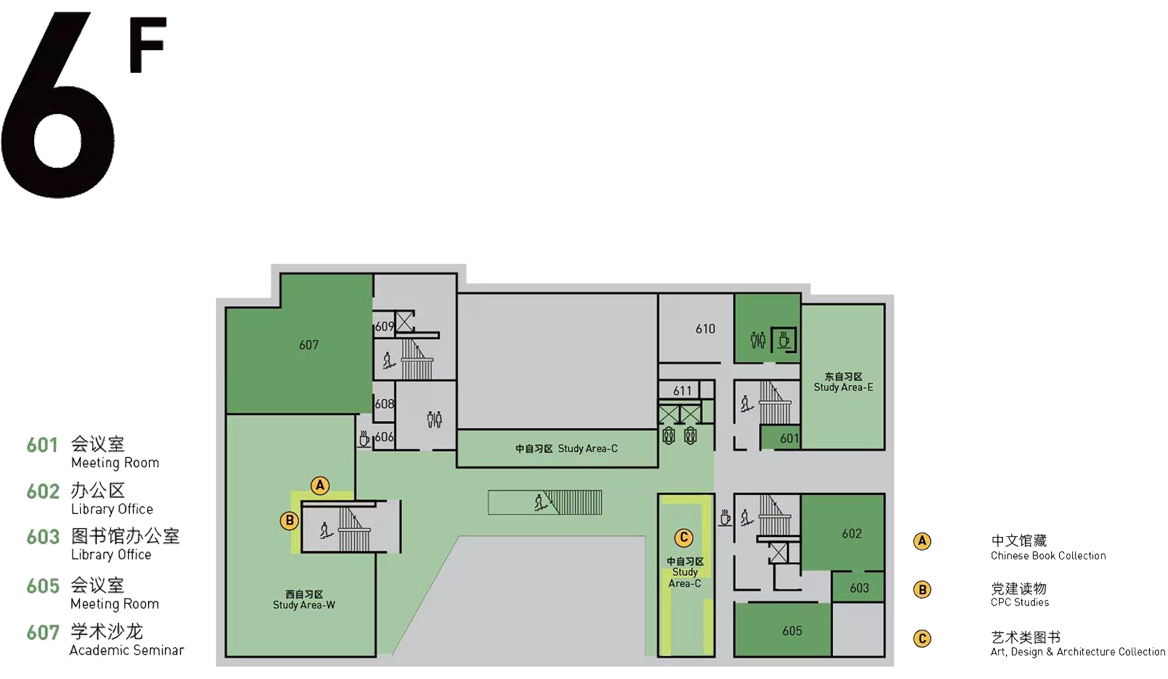 6F
607
609
608
606
610
611
601
东自习区
Study Area-E
中自习区 Study Area-C
A
B
西自习区
Study Area-W
C
中自习区
Study
Area-C
602
603
605
601 会议室
Meeting Room
602 办公区
Library Office
603 图书馆办公室
Library Office
605 会议室
Meeting Room
607 学术沙龙
Academic Seminar
A 中文馆藏
Chinese Book Collection
B 党建读物
CPC Studies
C 艺术类图书
Art, Design & Architecture Collection